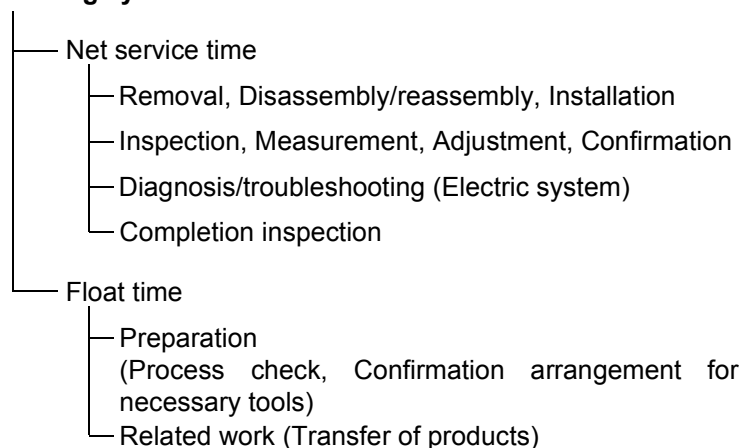 Net service time
Removal, Disassembly/reassembly, Installation
Inspection, Measurement, Adjustment, Confirmation
Diagnosis/troubleshooting (Electric system)
Completion inspection
Float time
Preparation
(Process check, Confirmation arrangement for
necessary tools)
Related work (Transfer of products)